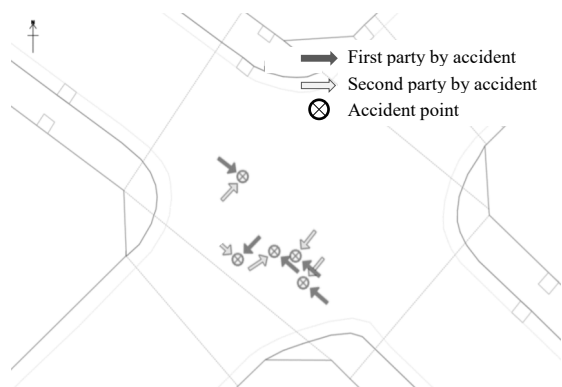 First party by accident
Second party by accident
Accident point